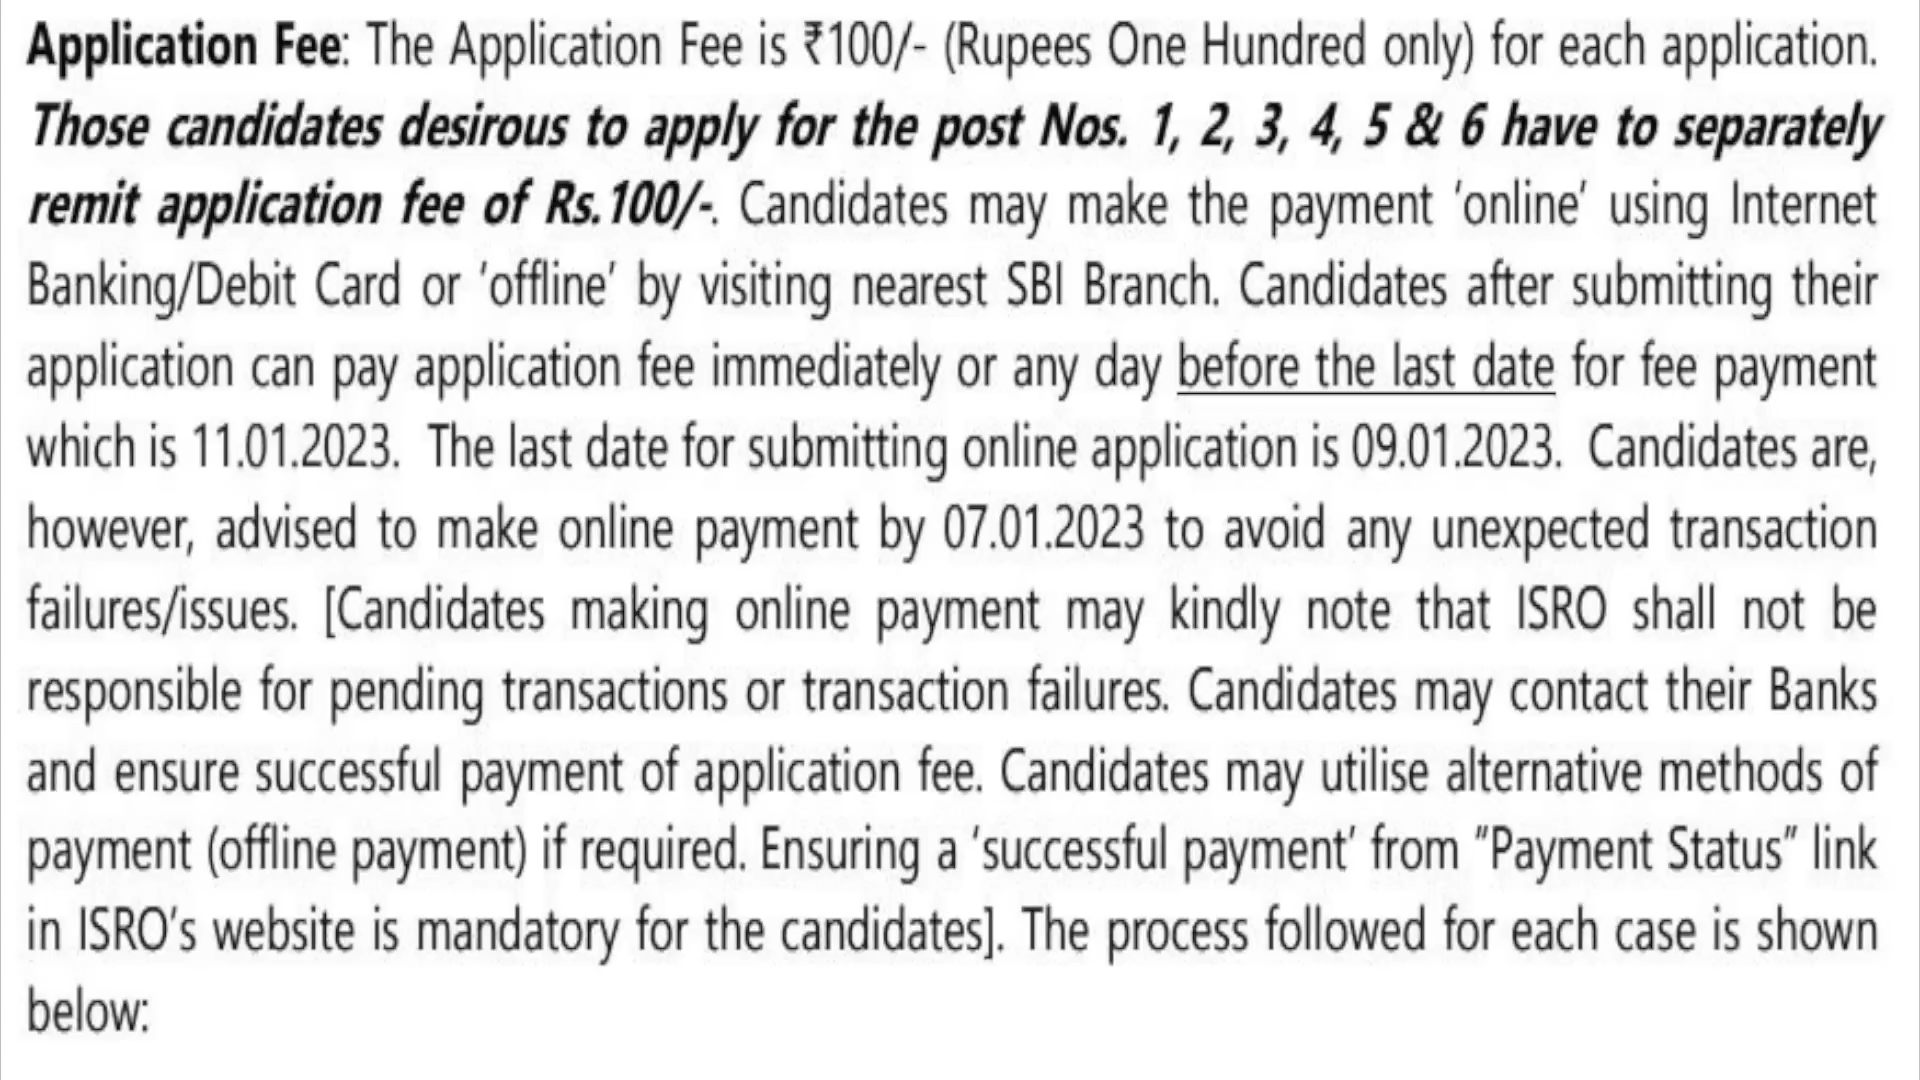 Application Fee: The Application Fee is ₹100/- (Rupees One Hundred only) for each application.
Those candidates desirous to apply for the post Nos. 1, 2, 3, 4, 5 & 6 have to separately
remit application fee of Rs.100/-. Candidates may make the payment 'online' using Internet
Banking/Debit Card or 'offline' by visiting nearest SBI Branch. Candidates after submitting their
application can pay application fee immediately or any day before the last date for fee payment
which is 11.01.2023. The last date for submitting online application is 09.01.2023. Candidates are,
however, advised to make online payment by 07.01.2023 to avoid any unexpected transaction
failures/issues. [Candidates making online payment may kindly note that ISRO shall not be
responsible for pending transactions or transaction failures. Candidates may contact their Banks
and ensure successful payment of application fee. Candidates may utilise alternative methods of
payment (offline payment) if required. Ensuring a 'successful payment' from "Payment Status" link
in ISRO's website is mandatory for the candidates]. The process followed for each case is shown
below: